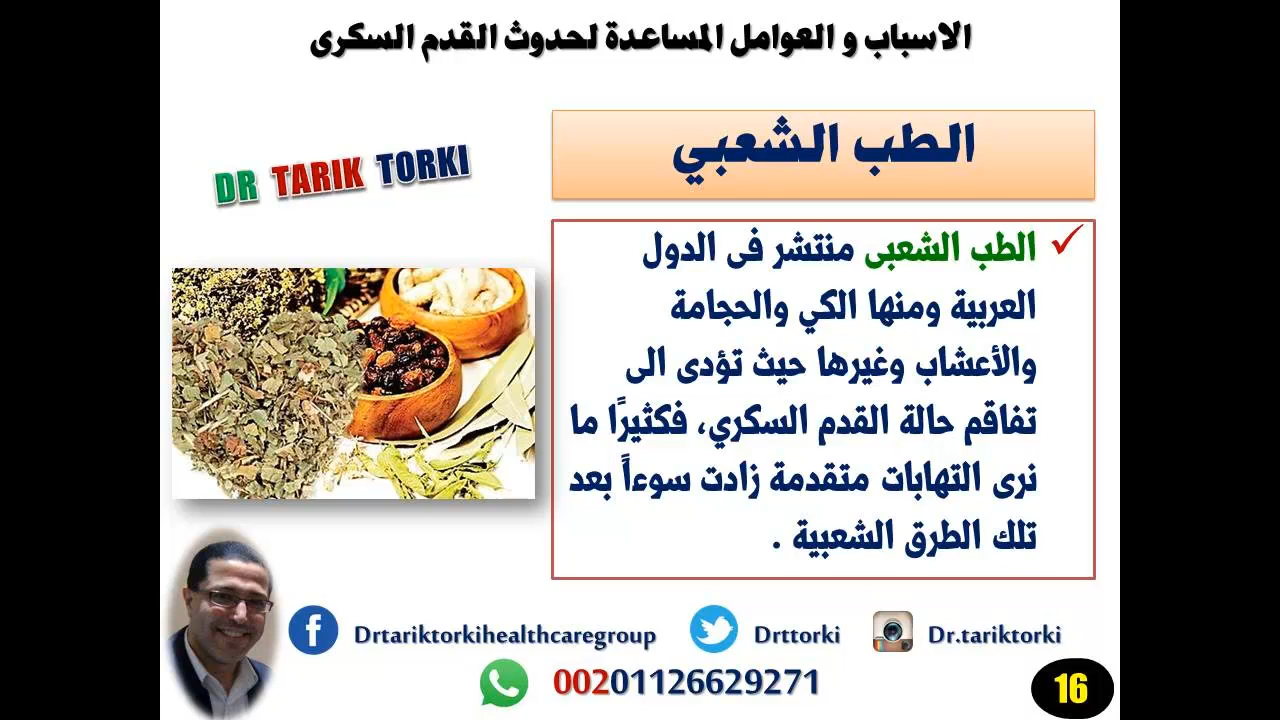 الاسباب و العوامل المساعدة لحدوث القدم السكرى
الطب الشعبي
DR TARIK TORKI
الطب الشعبى منتشر فى الدول
العربية ومنها الكي والحجامة
والأعشاب وغيرها حيث تؤدى الى
تفاقم حالة القدم السكري، فكثيرًا ما
نرى التهابات متقدمة زادت سوءاً بعد
تلك الطرق الشعبية .
Drtariktorkihealthcaregroup
Drttorki
Dr.tariktorki
00201126629271
16